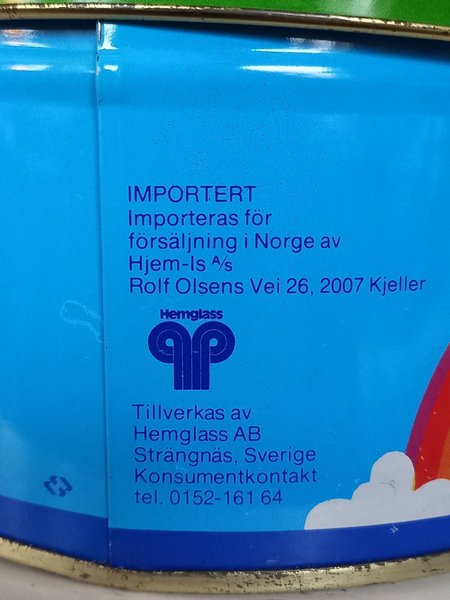 IMPORTERT
Importeras för
försäljning i Norge av
Hjem-Is A/s
Rolf Olsens Vei 26, 2007 Kjeller
Hemglass
Tillverkas av
Hemglass AB
Strängnäs, Sverige
Konsumentkontakt
tel. 0152-161 64